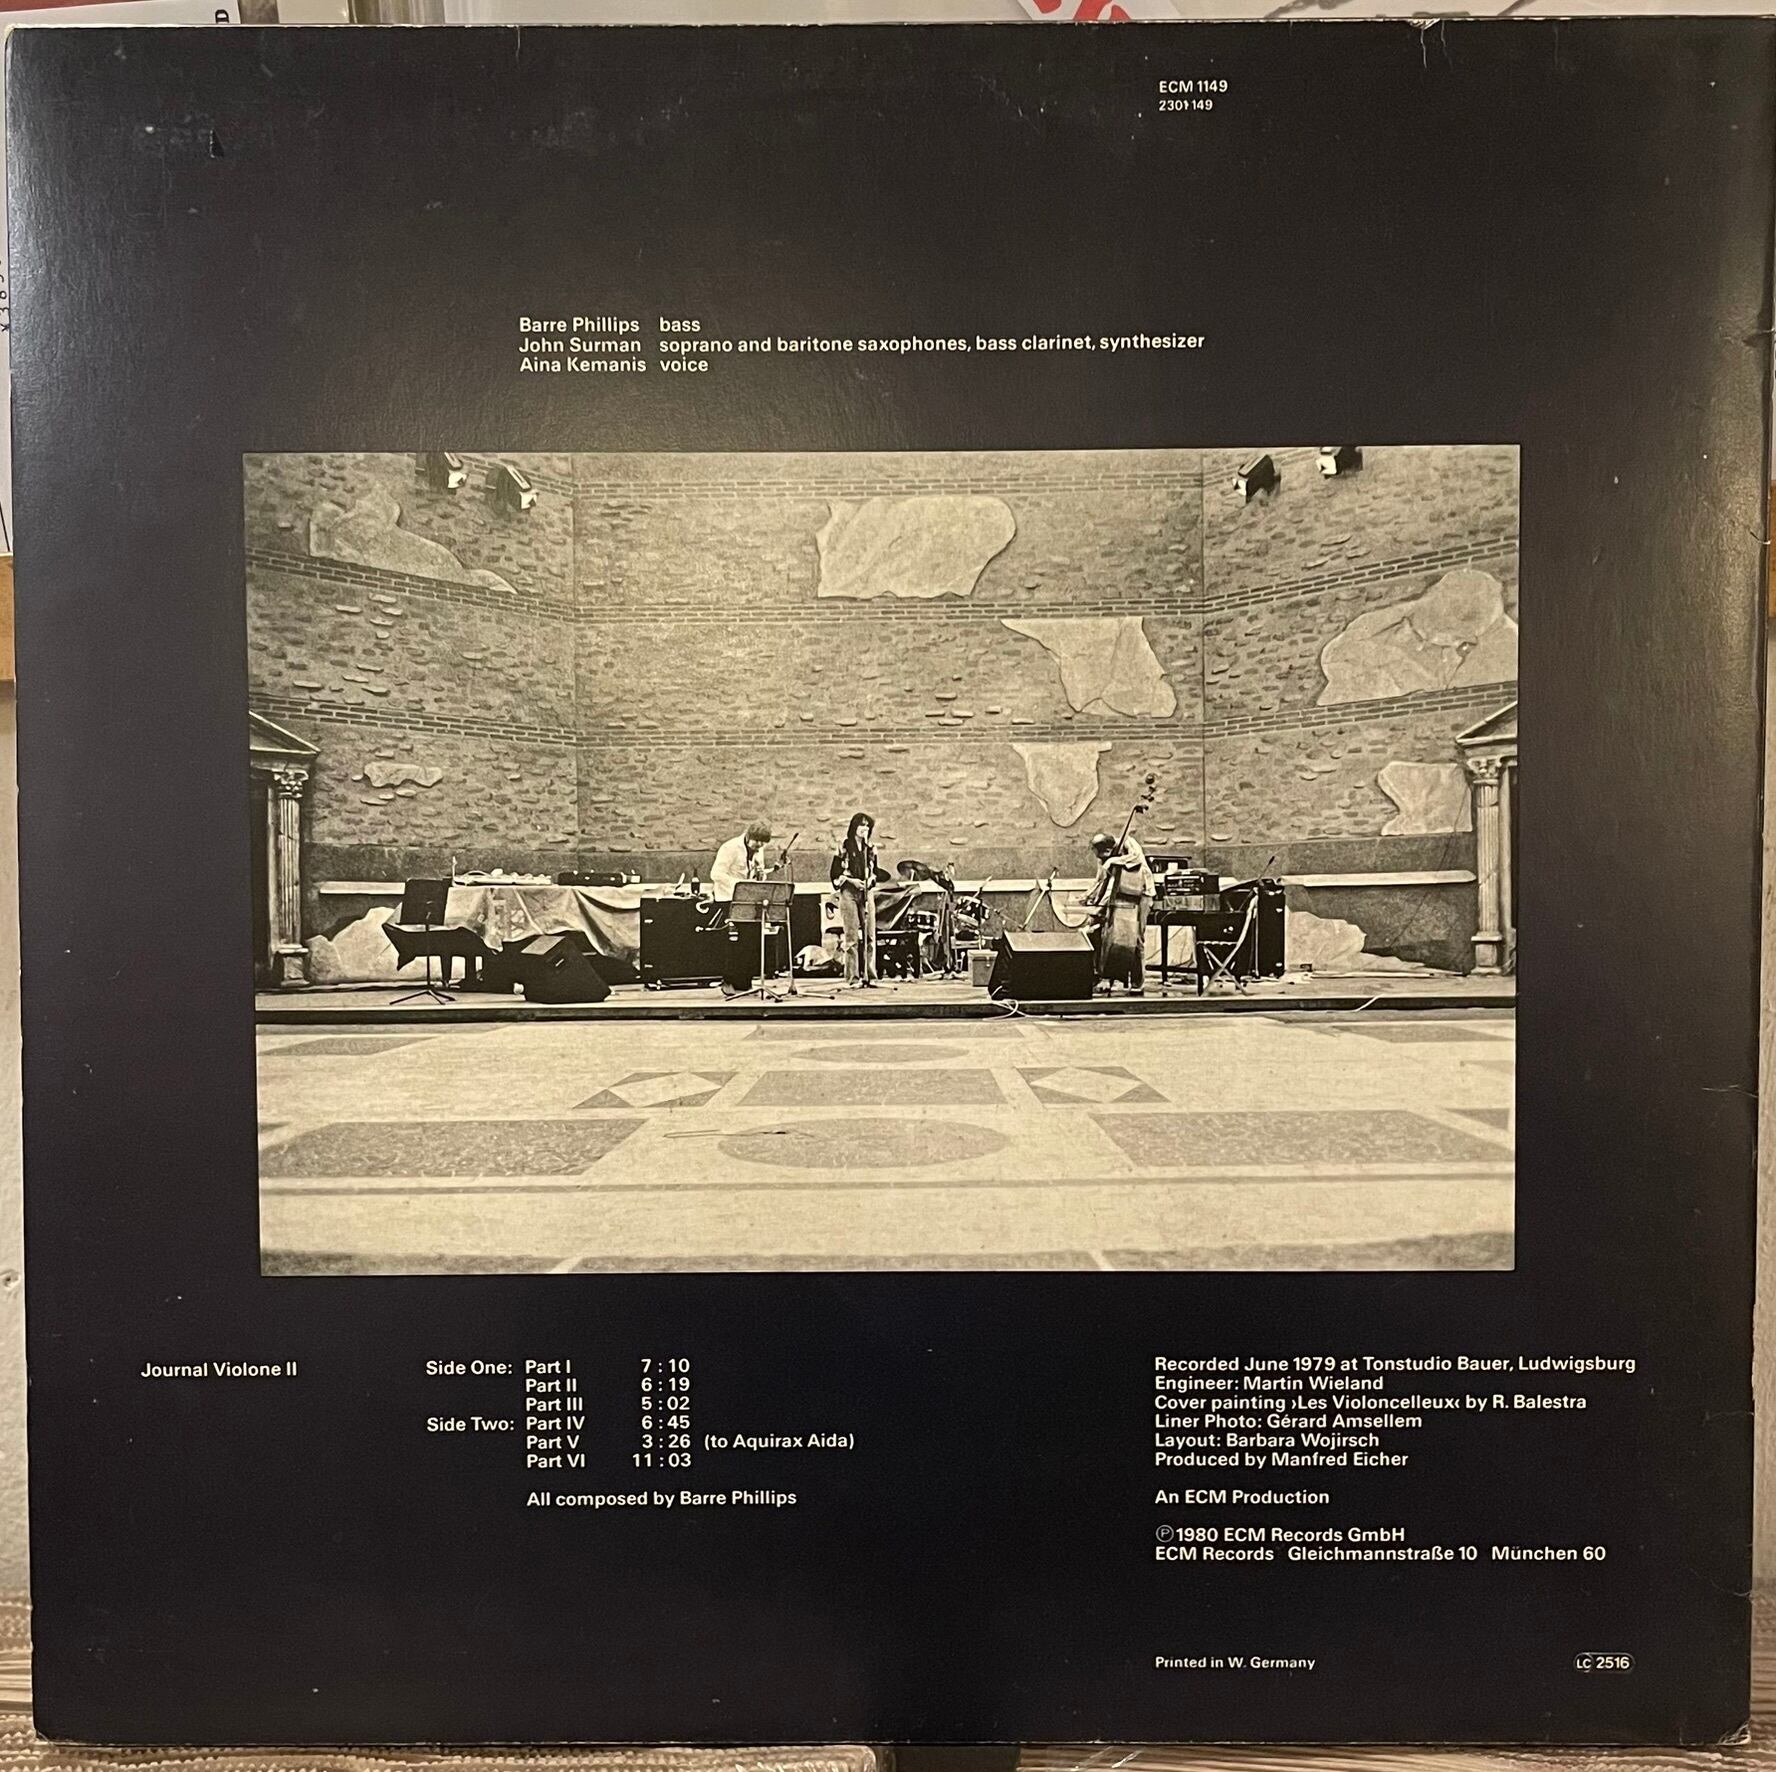 ECM 1149
2301 149
Barre Phillips bass
John Surman soprano and baritone saxophones, bass clarinet, synthesizer
Aina Kemanis voice
Journal Violone II
Side One: Part I 7 : 10
Part II 6 : 19
Part III 5 : 02
Side Two: Part IV 6 : 45
Part V 3 : 26 (to Aquirax Aida)
Part VI 11 : 03
All composed by Barre Phillips
Recorded June 1979 at Tonstudio Bauer, Ludwigsburg
Engineer: Martin Wieland
Cover painting ›Les Violoncelleux‹ by R. Balestra
Liner Photo: Gérard Amsellem
Layout: Barbara Wojirsch
Produced by Manfred Eicher
An ECM Production
℗ 1980 ECM Records GmbH
ECM Records Gleichmannstraße 10 München 60
Printed in W. Germany
LC 2516